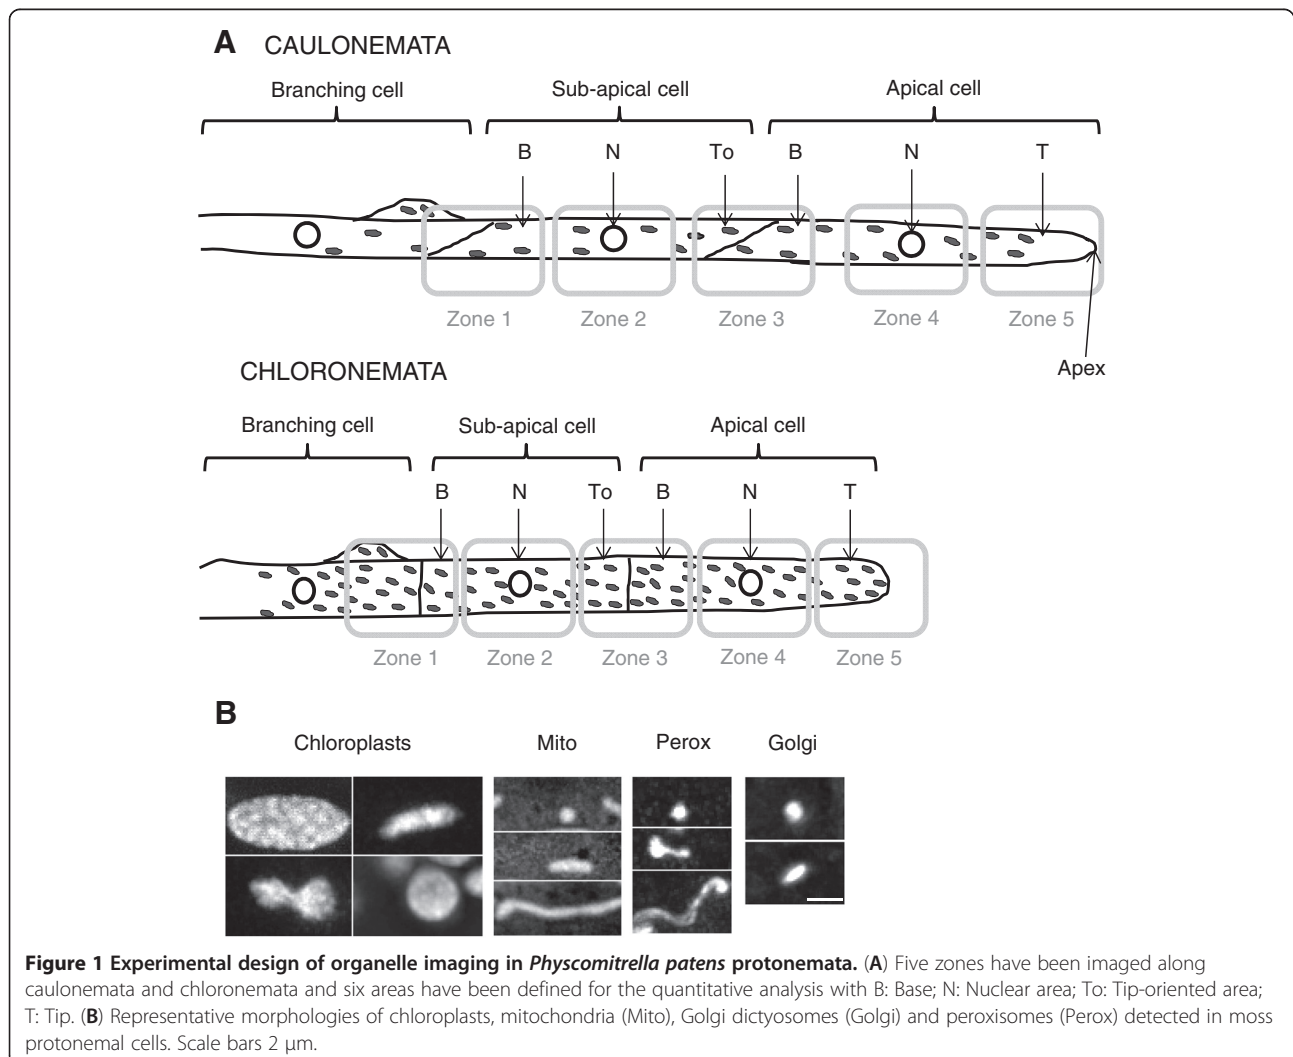 A CAULONEMATA
Branching cell Sub-apical cell Apical cell
B N To B N T
Zone 1 Zone 2 Zone 3 Zone 4 Zone 5
Apex
CHLORONEMATA
Branching cell Sub-apical cell Apical cell
B N To B N T
Zone 1 Zone 2 Zone 3 Zone 4 Zone 5
B
Chloroplasts Mito Perox Golgi
Figure 1 Experimental design of organelle imaging in Physcomitrella patens protonemata. (A) Five zones have been imaged along
caulonemata and chloronemata and six areas have been defined for the quantitative analysis with B: Base; N: Nuclear area; To: Tip-oriented area;
T: Tip. (B) Representative morphologies of chloroplasts, mitochondria (Mito), Golgi dictyosomes (Golgi) and peroxisomes (Perox) detected in moss
protonemal cells. Scale bars 2 μm.